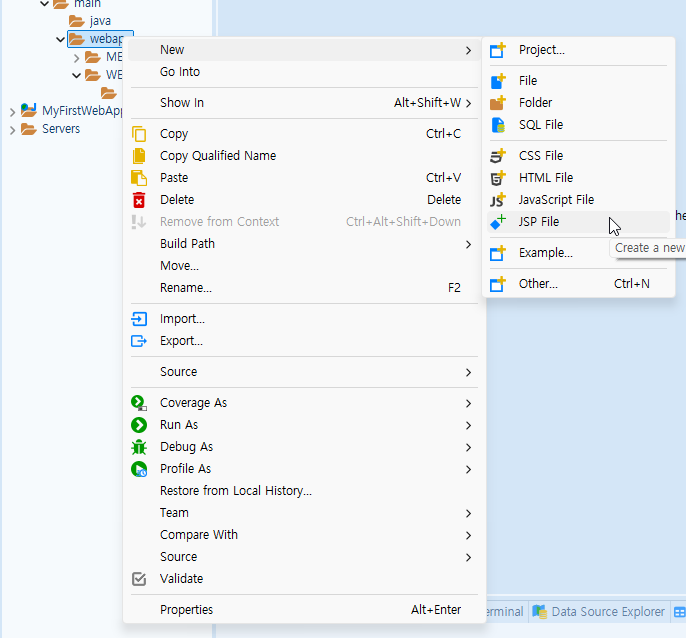 main
java
webap
ME
WE
MyFirstWebApp
Servers
New
Go Into
Show In Alt+Shift+W
Copy Ctrl+C
Copy Qualified Name
Paste Ctrl+V
Delete Delete
Remove from Context Ctrl+Alt+Shift+Down
Build Path
Move...
Rename... F2
Import...
Export...
Source
Coverage As
Run As
Debug As
Profile As
Restore from Local History...
Team
Compare With
Source
Validate
Properties Alt+Enter
Project...
File
Folder
SQL File
CSS File
HTML File
JavaScript File
JSP File
Example...
Other... Ctrl+N
he
Create a new
erminal Data Source Explorer